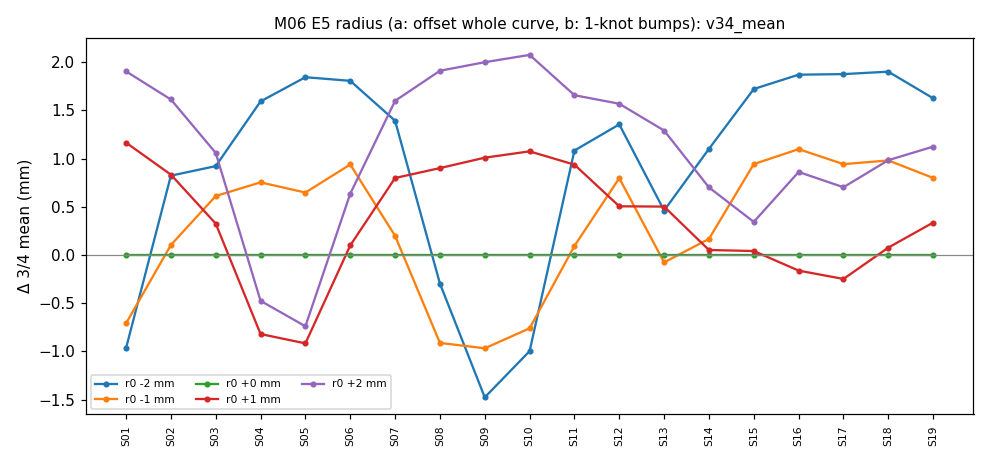 M06 E5 radius (a: offset whole curve, b: 1-knot bumps): v34_mean
Δ 3/4 mean (mm)
2.0
1.5
1.0
0.5
0.0
−0.5
−1.0
−1.5
r0 -2 mm r0 +0 mm r0 +2 mm
r0 -1 mm r0 +1 mm
S01 S02 S03 S04 S05 S06 S07 S08 S09 S10 S11 S12 S13 S14 S15 S16 S17 S18 S19